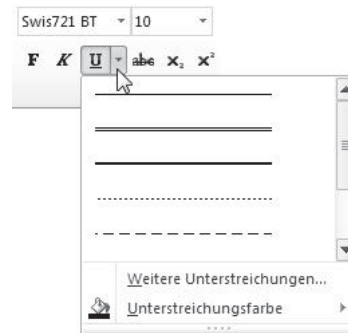 Swis721 BT 10
F K U abc x₂ x²
Weitere Unterstreichungen...
Unterstreichungsfarbe